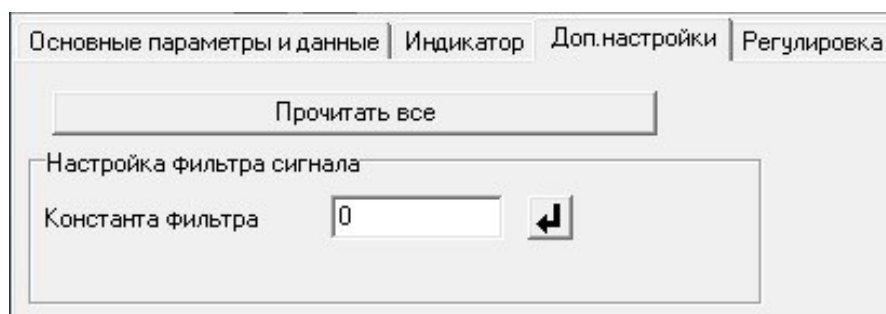 Основные параметры и данные Индикатор Доп.настройки Регулировка
Прочитать все
Настройка фильтра сигнала
Константа фильтра 0